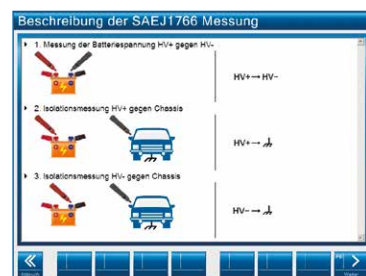 Beschreibung der SAEJ1766 Messung
1. Messung der Batteriespannung HV+ gegen HV-
HV+→HV-
2. Isolationsmessung HV+ gegen Chassis
HV+→
3. Isolationsmessung HV- gegen Chassis
HV-→
Weiter